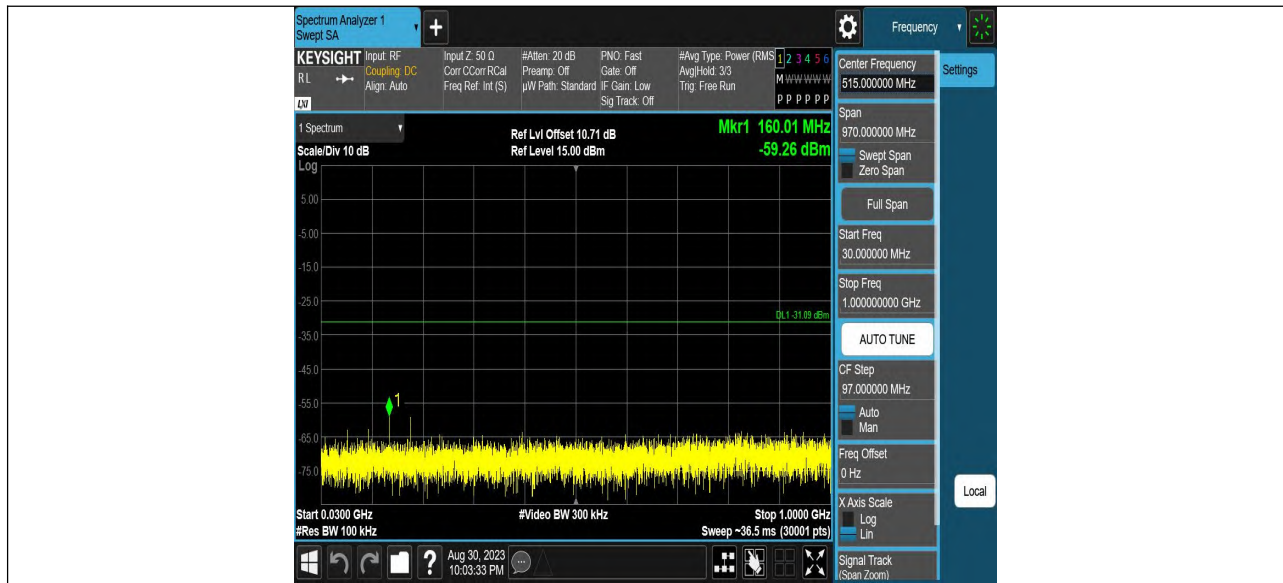 Spectrum Analyzer 1
Swept SA
+
Frequency
KEYSIGHT
RL
LXI
Input: RF
Coupling: DC
Align: Auto
Input Z: 50 Ω
Corr CCorr RCal
Freq Ref: Int (S)
#Atten: 20 dB
Preamp: Off
µW Path: Standard
PNO: Fast
Gate: Off
IF Gain: Low
Sig Track: Off
#Avg Type: Power (RMS
Avg|Hold: 3/3
Trig: Free Run
1 2 3 4 5 6
M W W W W W
P P P P P P
1 Spectrum
Scale/Div 10 dB
Log
Ref Lvl Offset 10.71 dB
Ref Level 15.00 dBm
Mkr1 160.01 MHz
-59.26 dBm
5.00
-5.00
-15.0
-25.0
DL1 -31.09 dBm
-35.0
-45.0
-55.0
1
-65.0
-75.0
Start 0.0300 GHz
#Res BW 100 kHz
#Video BW 300 kHz
Stop 1.0000 GHz
Sweep ~36.5 ms (30001 pts)
Center Frequency
515.000000 MHz
Settings
Span
970.000000 MHz
Swept Span
Zero Span
Full Span
Start Freq
30.000000 MHz
Stop Freq
1.000000000 GHz
AUTO TUNE
CF Step
97.000000 MHz
Auto
Man
Freq Offset
0 Hz
X Axis Scale
Log
Lin
Local
Signal Track
(Span Zoom)
?
Aug 30, 2023
10:03:33 PM